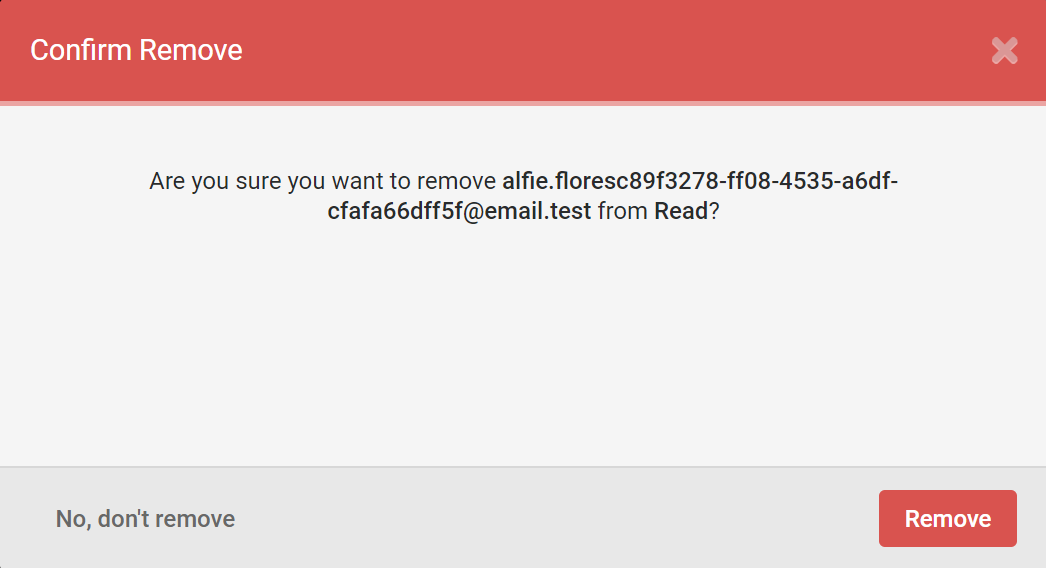 Confirm Remove
Are you sure you want to remove alfie.floresc89f3278-ff08-4535-a6df-
cfafa66dff5f@email.test from Read?
No, don't remove
Remove